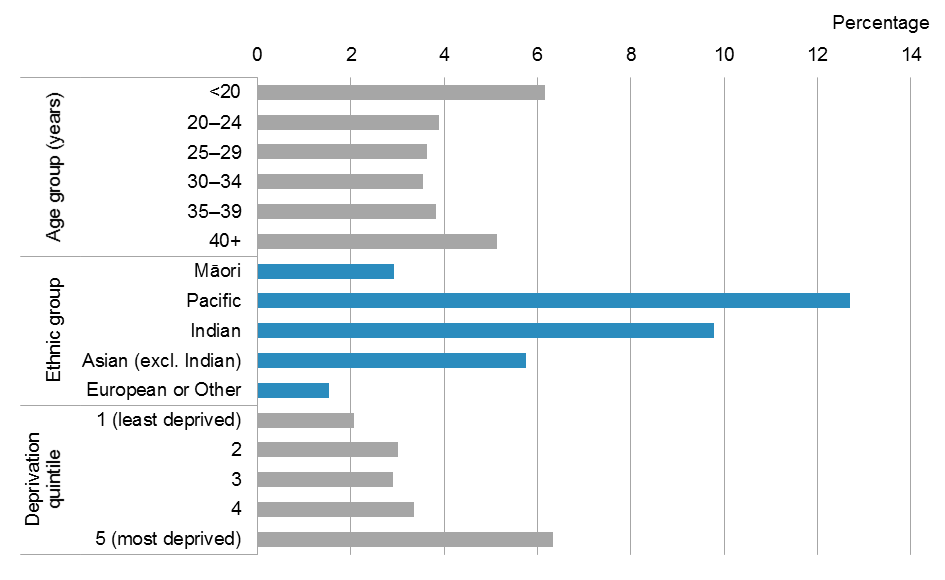 Percentage
0 2 4 6 8 10 12 14
Age group (years)
<20
20–24
25–29
30–34
35–39
40+
Ethnic group
Māori
Pacific
Indian
Asian (excl. Indian)
European or Other
Deprivation
quintile
1 (least deprived)
2
3
4
5 (most deprived)